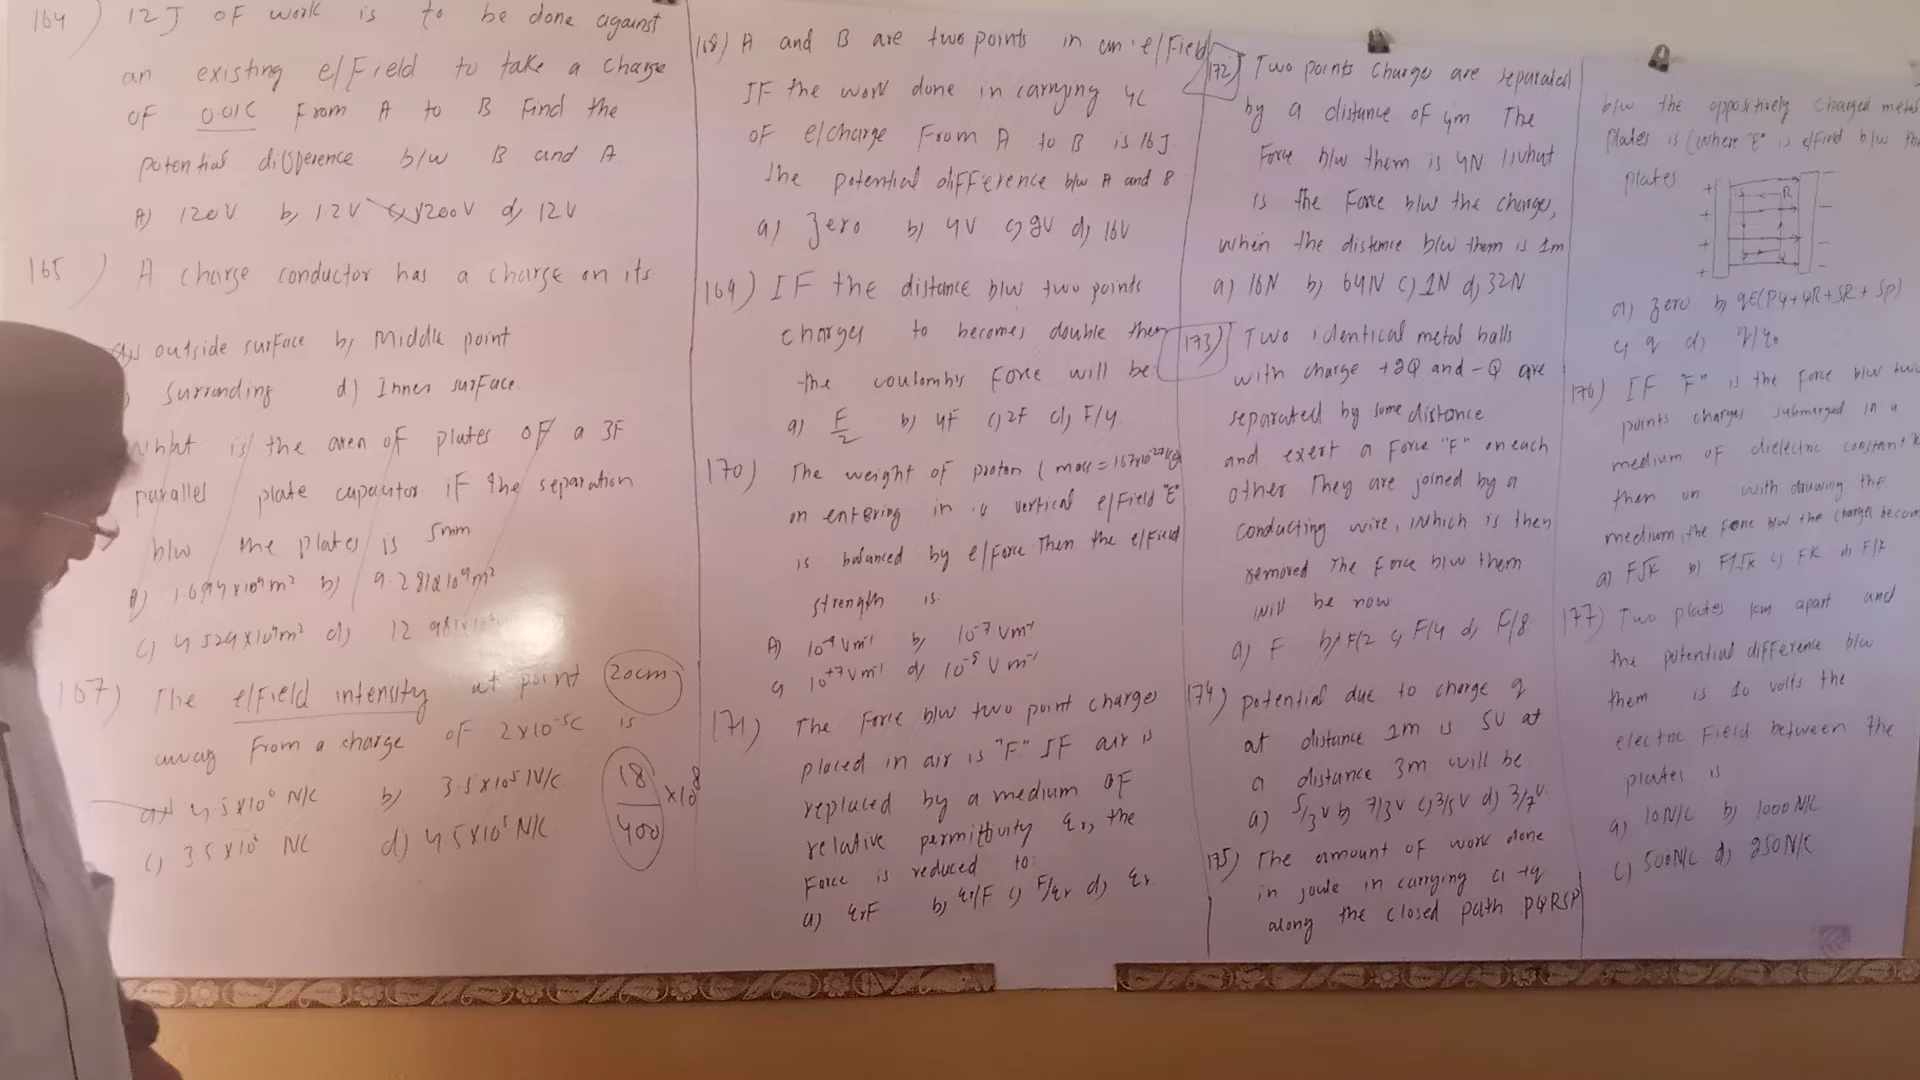 164) 12J of work is to be done against
an existing e/Field to take a charge
of 0.01C From A to B Find the
potential difference b/w B and A
A) 120V b, 12V c, 1200V d, 12V
165) A charge conductor has a charge on its
outside surface b, Middle point
surronding d) Inner surface
What is the area of plates of a 3F
parallel plate capacitor if the separation
b/w the plates is 5mm
A) 1.694x10⁹m² b) 9.281x10⁹m²
c) 4.529x10⁹m² d) 12
167) The e/Field intensity at point 20cm
away From a charge of 2x10⁻⁵C is
a) 4.5x10⁶ N/C b) 3.5x10⁵ N/C
c) 35x10⁶ NC d) 4.5x10⁵ N/C
18/400 x10⁸
168) A and B are two points in an e/Field
IF the work done in carrying 4C
of e/charge From A to B is 16J
the potential difference b/w A and B
a) Zero b) 4V c) 8V d) 16V
169) IF the distance b/w two points
charges to becomes double then
the coulomb's Force will be
a) F/2 b) 4F c) 2F d) F/4
170) The weight of proton (mass =
on entering in a vertical e/Field "E"
is balanced by e/Force Then the e/Field
strength is
A) b) 10⁻⁷ Vm⁻¹
c) 10⁺⁷ Vm⁻¹ d) 10⁻⁵ Vm⁻¹
171) The Force b/w two point charges
placed in air is "F" IF air is
replaced by a medium of
relative permittivity εr, the
Force is reduced to:
a) εrF b) εr/F c) F/εr d) εr
172) Two points Charges are separated
by a distance of 4m The
Force b/w them is 4N What
is the Force b/w the charges,
when the distance b/w them is 1m
a) 16N b) 64N c) 1N d) 32N
173) Two identical metal balls
with charge +2Q and -Q are
separated by some distance
and exert a Force "F" on each
other They are joined by a
conducting wire, Which is then
removed The Force b/w them
will be now
a) F b) F/2 c) F/4 d) F/8
174) potential due to charge q
at distance 1m is 5V at
a distance 3m will be
a) 5/3V b) 7/3V c) 3/5V d) 3/7V
175) The amount of work done
in joule in carrying a +q
along the closed path PQRSP
b/w the oppositively charged metal
plates is (Where "E" is e/Field b/w the
plates.
+ S R -
+ -
+ -
+ -
a) zero b) qE(PQ+QR+SR+SP)
c) q d)
176) IF "F" is the Force b/w two
points charges submerged in a
medium of dielectric constant
then on with drawing the
medium, the Force b/w the charges become
a) F√K b) F/√K c) FK d) F/K
177) Two plates apart and
the potential difference b/w
them is 10 volts the
electric Field between the
plates is
a) 10N/C b) 1000N/C
c) 500N/C d) 250N/C